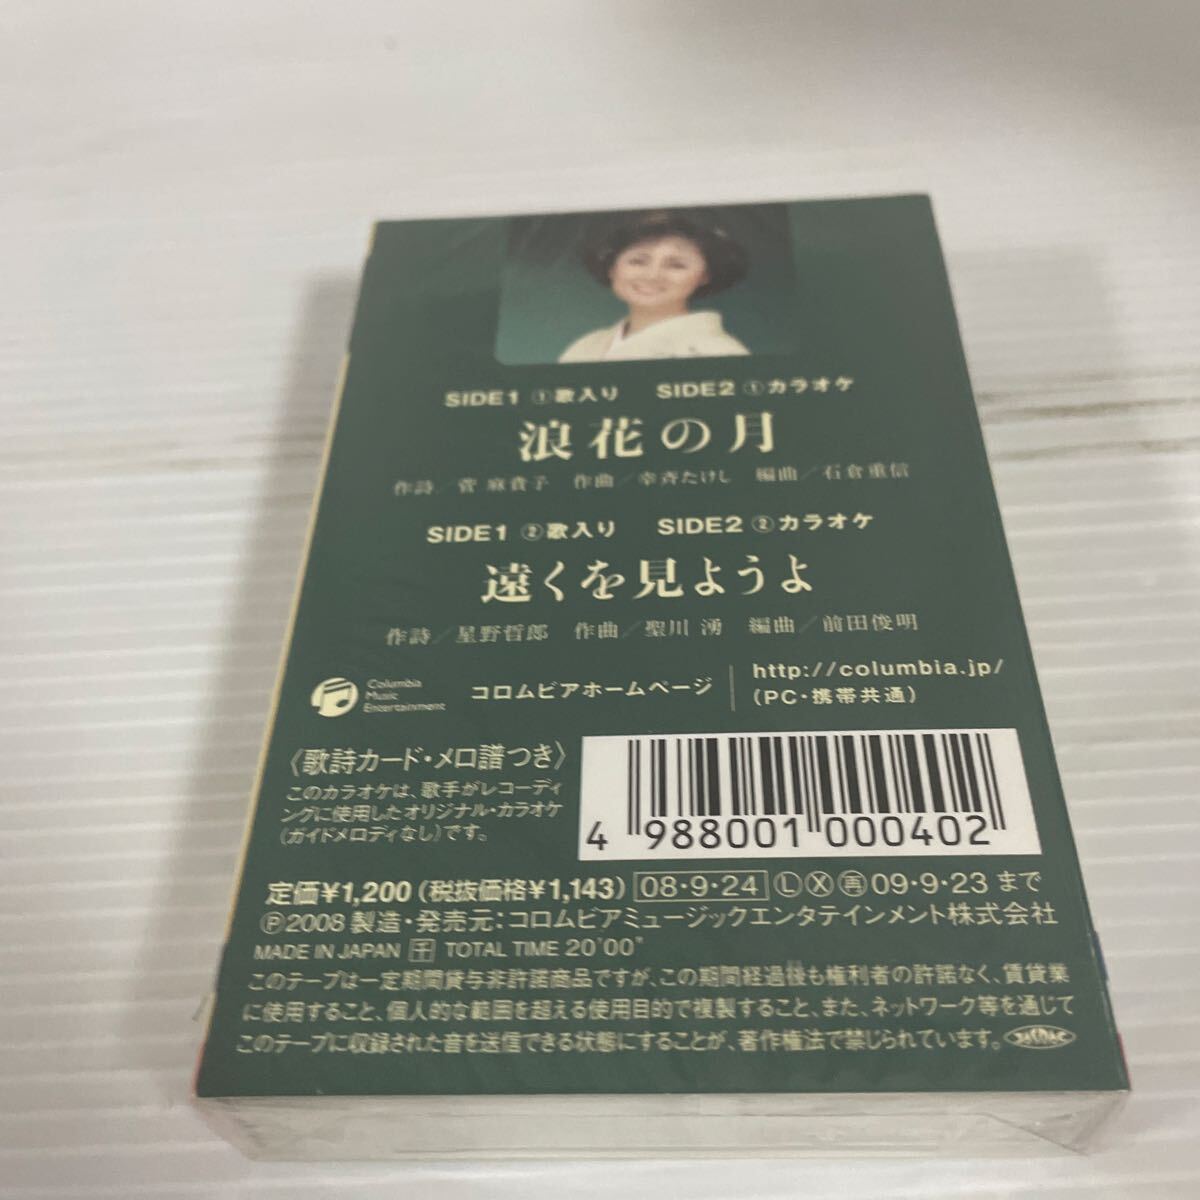 SIDE1 ①歌入り SIDE2 ①カラオケ
浪花の月
作詩/菅 麻貴子 作曲/幸斉たけし 編曲/石倉重信
SIDE1 ②歌入り SIDE2 ②カラオケ
遠くを見ようよ
作詩/星野哲郎 作曲/聖川 湧 編曲/前田俊明
Columbia
Music
Entertainment
コロムビアホームページ
http://columbia.jp/
(PC・携帯共通)
〈歌詩カード・メロ譜つき〉
このカラオケは、歌手がレコーディ
ングに使用したオリジナル・カラオケ
(ガイドメロディなし)です。
4 988001 000402
定価¥1,200(税抜価格¥1,143) 08・9・24 Ⓛ Ⓧ ㊢ 09・9・23 まで
Ⓟ2008 製造・発売元:コロムビアミュージックエンタテインメント株式会社
MADE IN JAPAN 千 TOTAL TIME 20'00"
このテープは一定期間貸与非許諾商品ですが、この期間経過後も権利者の許諾なく、賃貸業
に使用すること、個人的な範囲を超える使用目的で複製すること、また、ネットワーク等を通じて
このテープに収録された音を送信できる状態にすることが、著作権法で禁じられています。